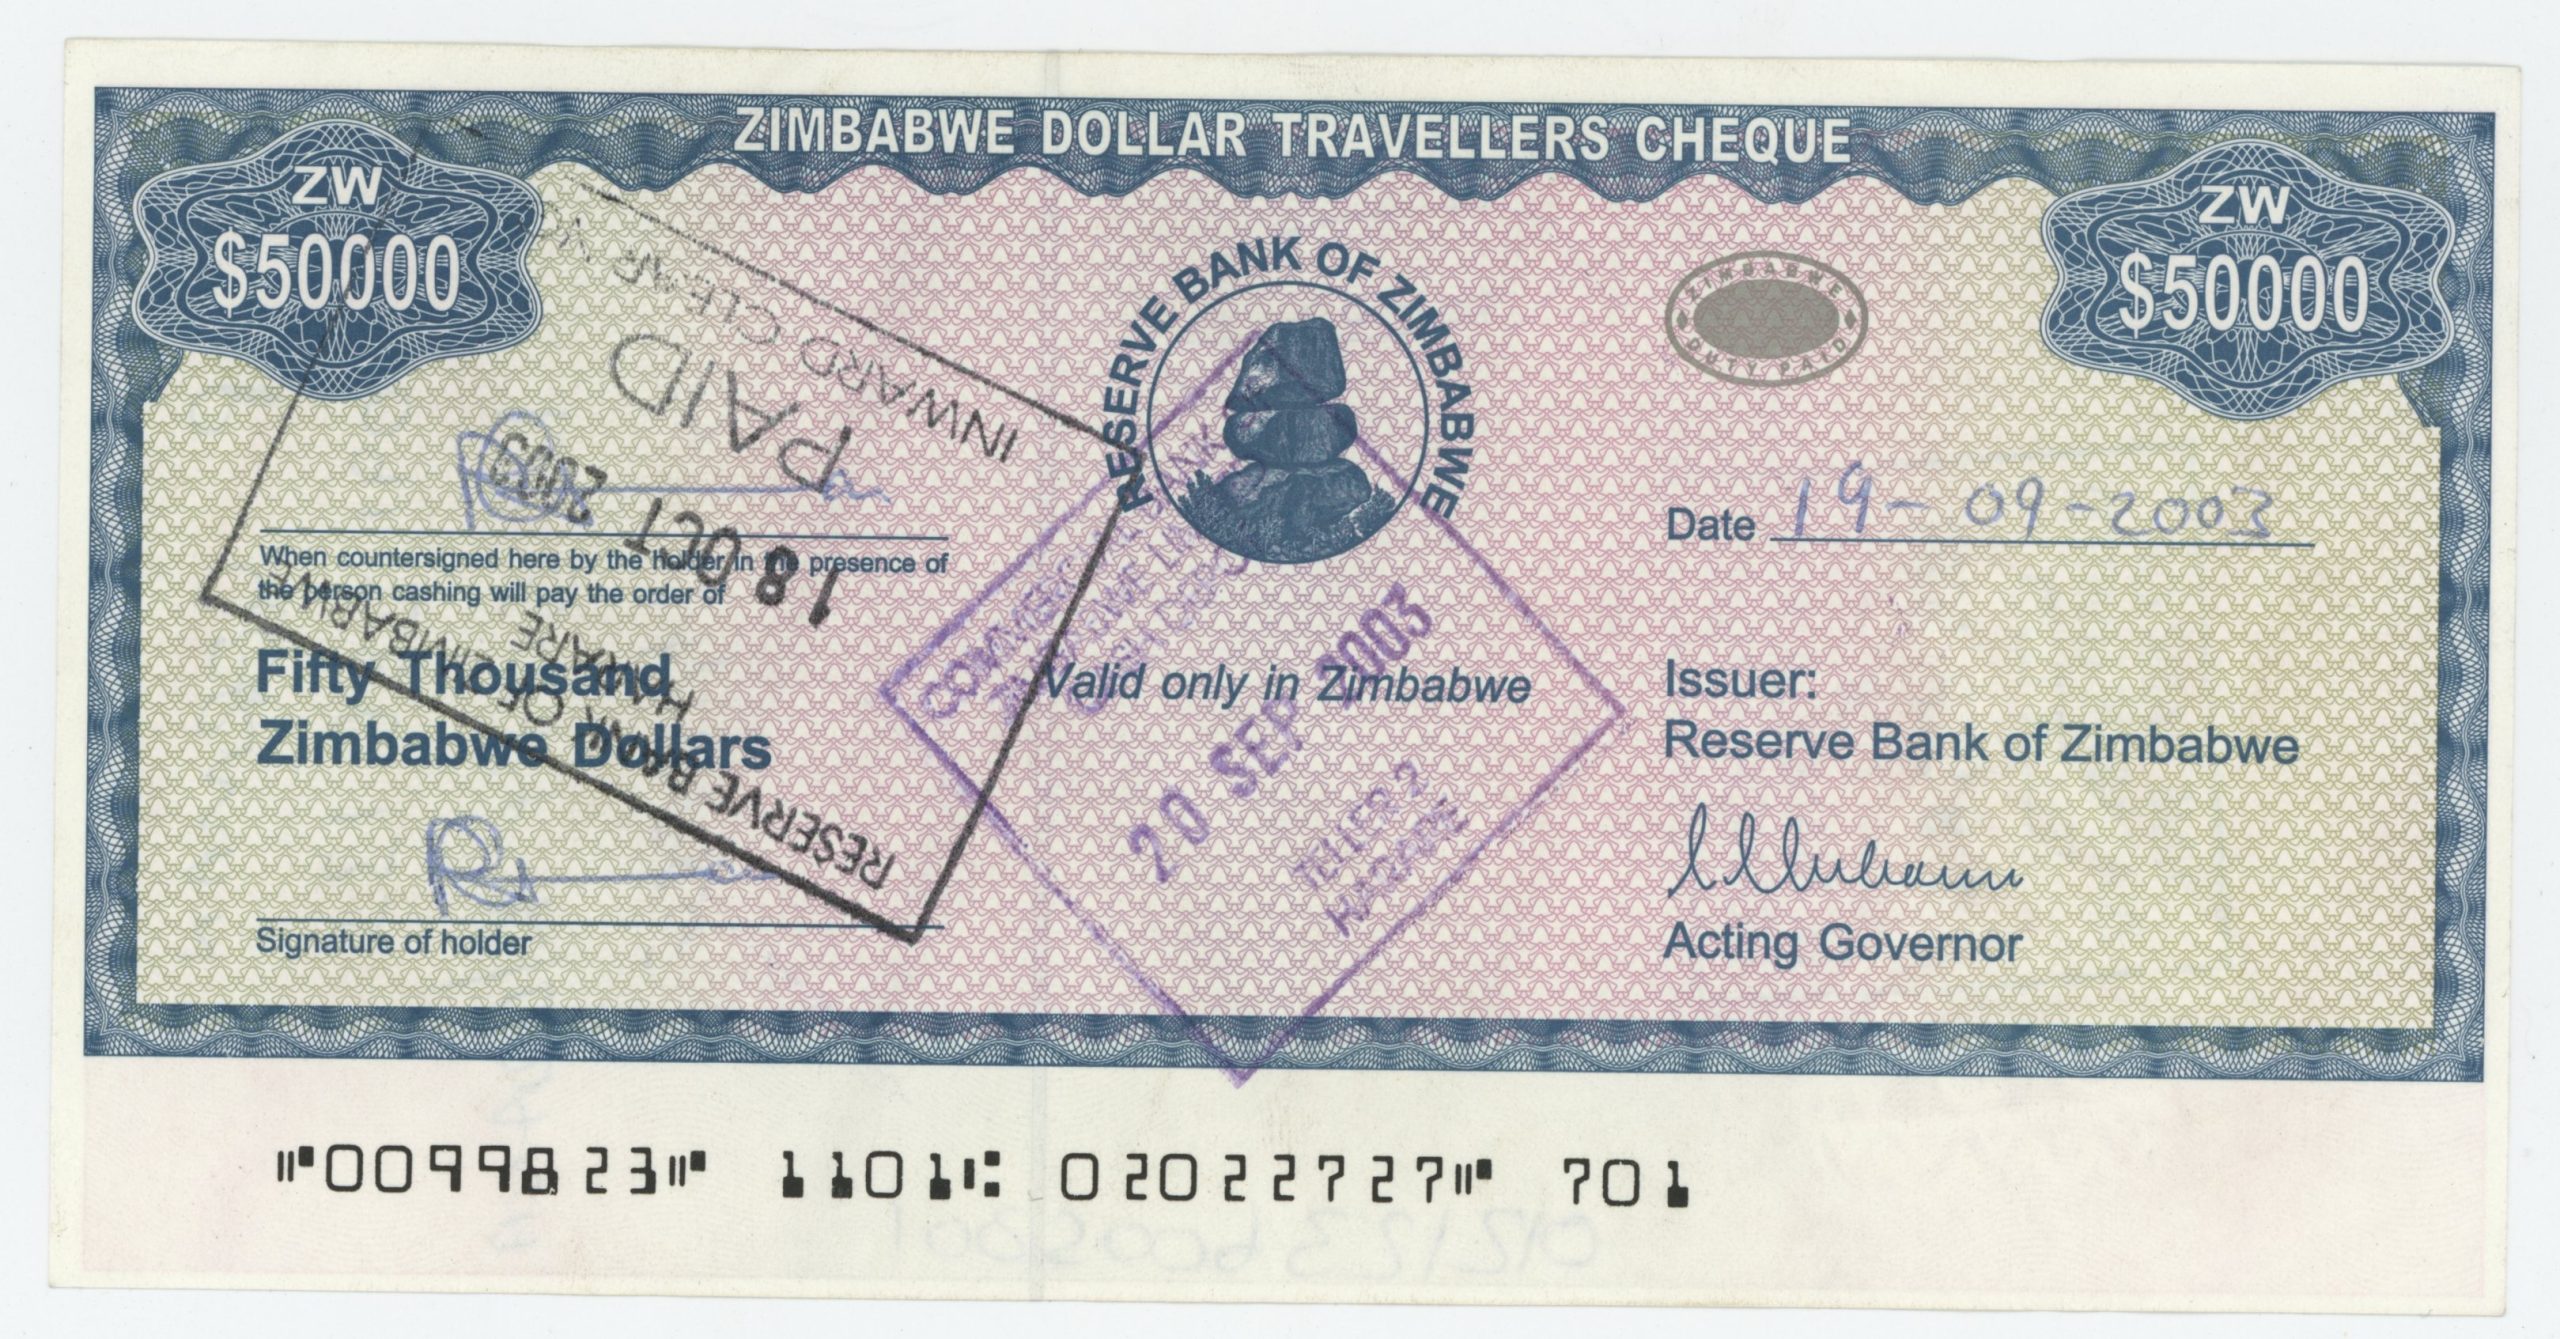 ZIMBABWE DOLLAR TRAVELLERS CHEQUE
ZW
$50000
ZW
$50000
RESERVE BANK OF ZIMBABWE
ZIMBABWE
DUTY PAID
INWARD
PAID
18 OCT 2003
RESERVE BANK OF ZIMBABWE
HARARE
Date 19-09-2003
When countersigned here by the holder in the presence of
the person cashing will pay the order of
Fifty Thousand
Zimbabwe Dollars
Signature of holder
Valid only in Zimbabwe
20 SEP 2003
TELLER 2
HARARE
Issuer:
Reserve Bank of Zimbabwe
Acting Governor
⑈0099823⑈ 1101⑆ 02022727⑈ 701